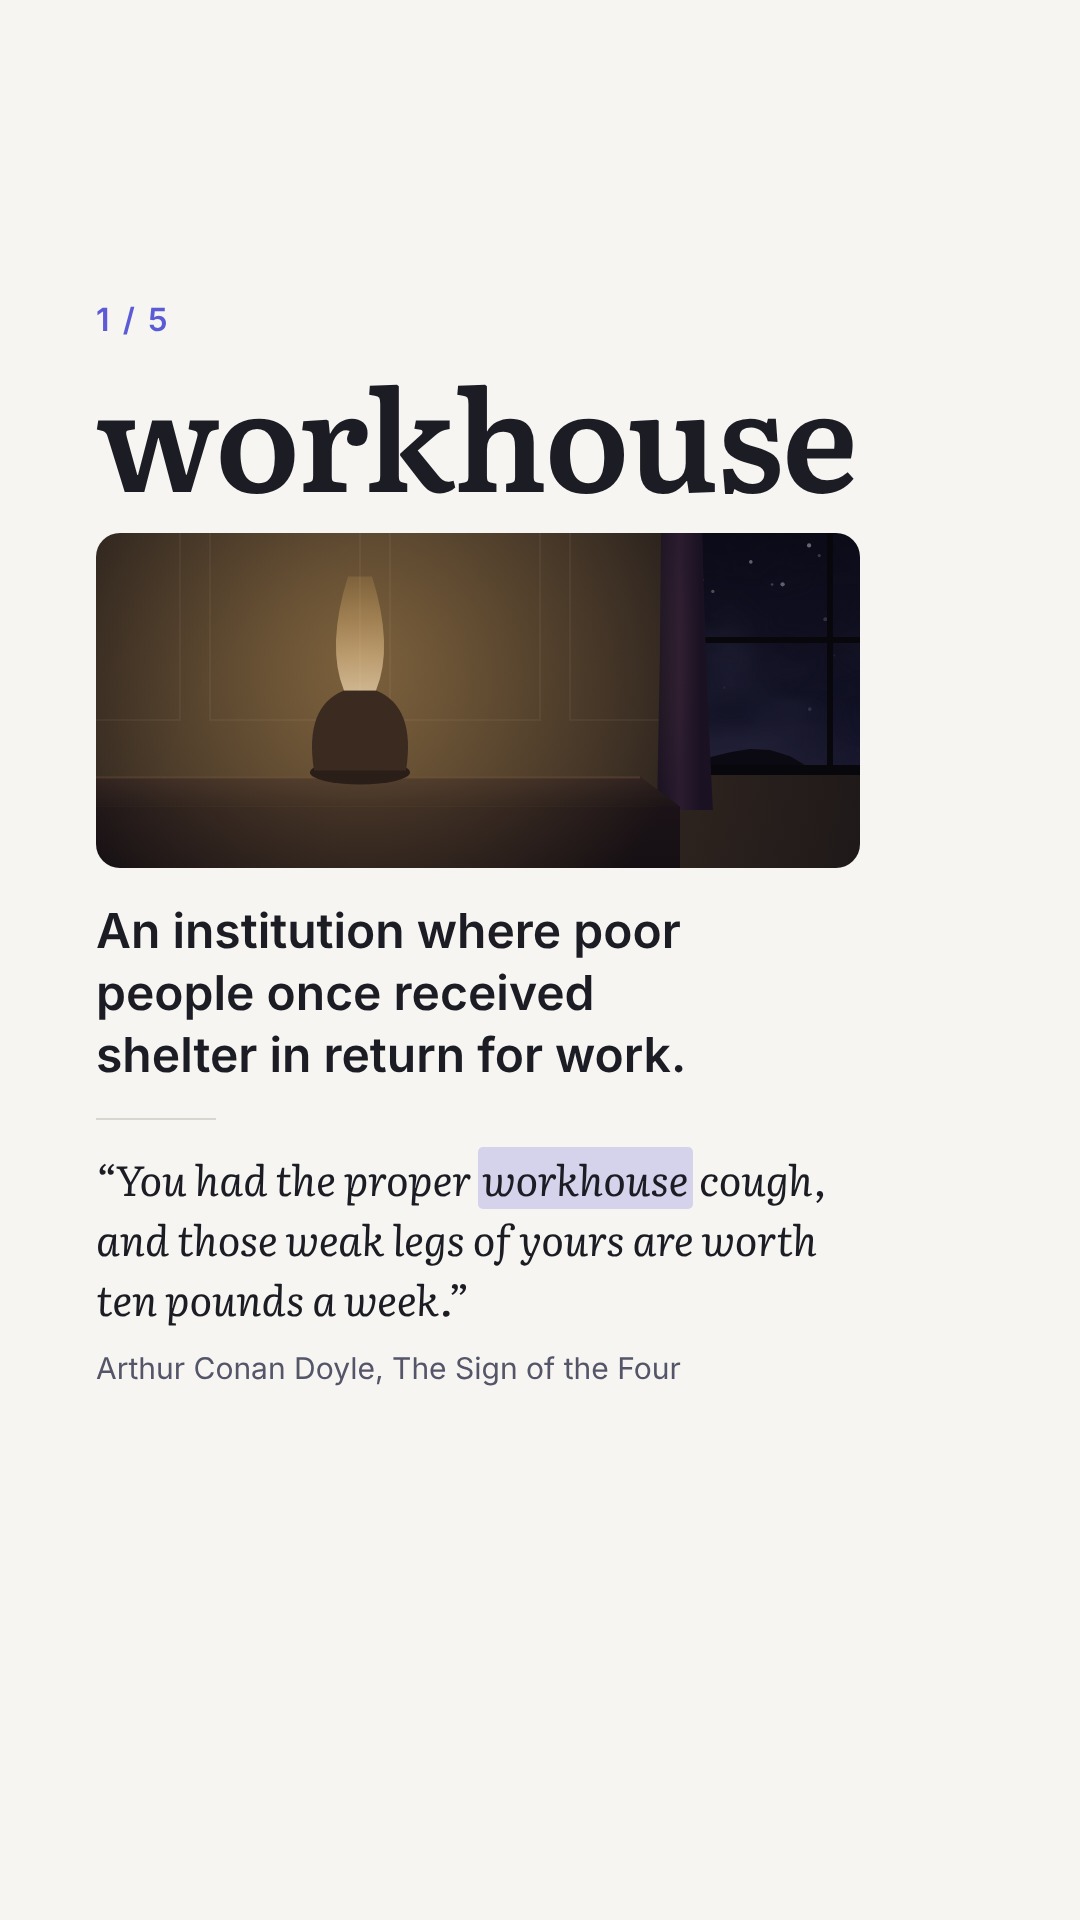 1 / 5
workhouse
An institution where poor
people once received
shelter in return for work.
“You had the proper workhouse cough,
and those weak legs of yours are worth
ten pounds a week.”
Arthur Conan Doyle, The Sign of the Four